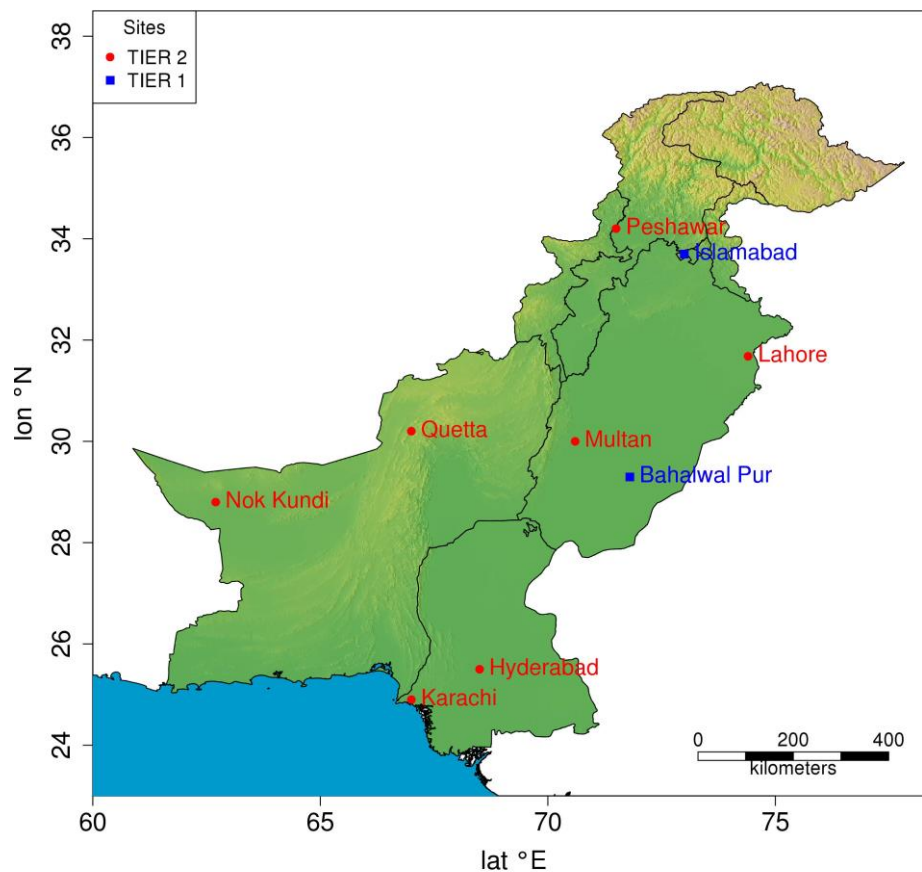 Sites
TIER 2
TIER 1
38
36
34
32
30
28
26
24
lon °N
Peshawar
Islamabad
Lahore
Quetta
Multan
Bahalwal Pur
Nok Kundi
Hyderabad
Karachi
0 200 400
kilometers
60 65 70 75
lat °E